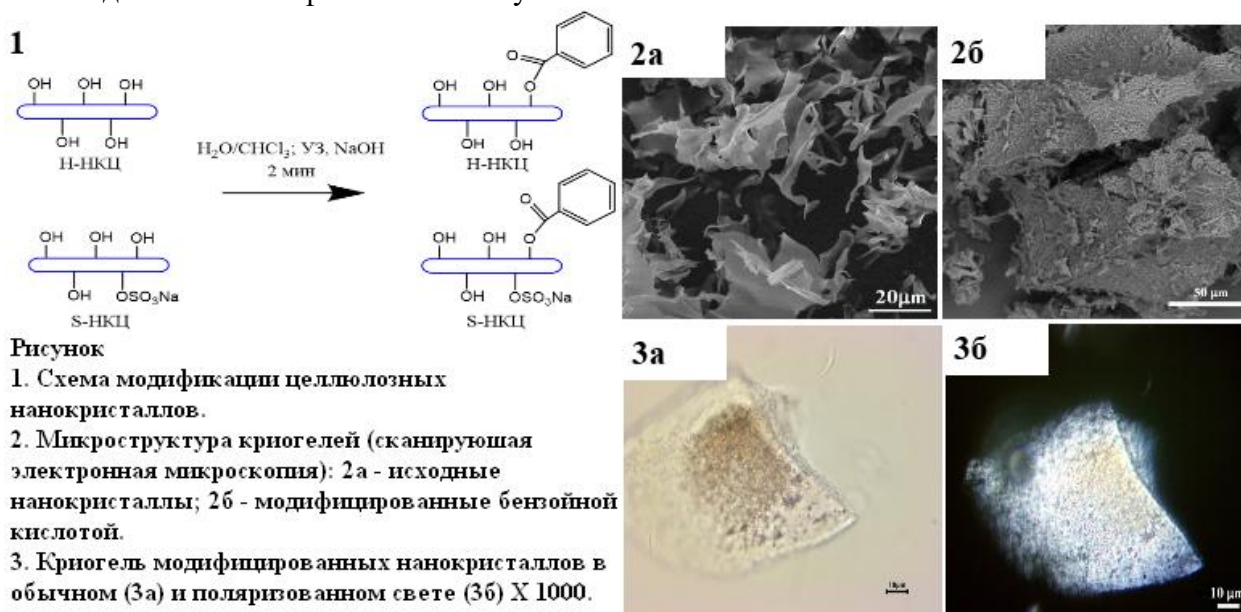 1
OH OH OH
OH OH
Н-НКЦ
OH OH OH
OH OSO₃Na
S-НКЦ
H₂O/CHCl₃; УЗ, NaOH
2 мин
O
OH OH O
OH OH
Н-НКЦ
O
OH OH O
OH OSO₃Na
S-НКЦ
2а
20μm
2б
50 μm
Рисунок
1. Схема модификации целлюлозных
нанокристаллов.
2. Микроструктура криогелей (сканируюшая
электронная микроскопия): 2а - исходные
нанокристаллы; 2б - модифицированные бензойной
кислотой.
3. Криогель модифицированных нанокристаллов в
обычном (3а) и поляризованном свете (3б) Х 1000.
3а
10μm
3б
10 μm